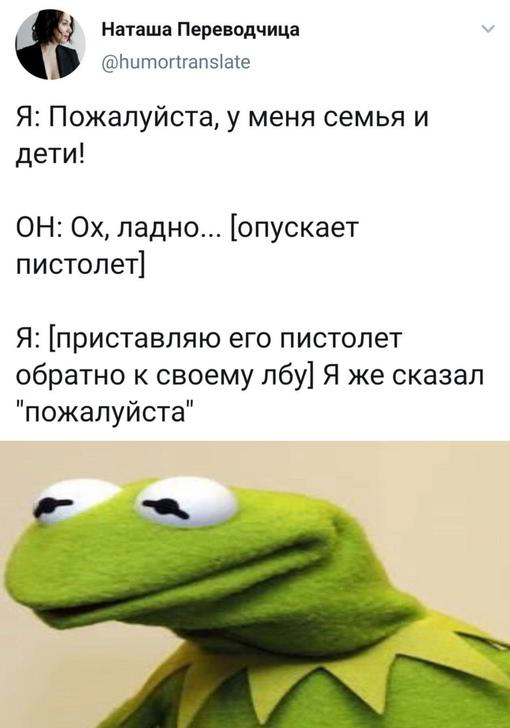 Наташа Переводчица
@humortranslate
Я: Пожалуйста, у меня семья и
дети!
ОН: Ох, ладно... [опускает
пистолет]
Я: [приставляю его пистолет
обратно к своему лбу] Я же сказал
"пожалуйста"